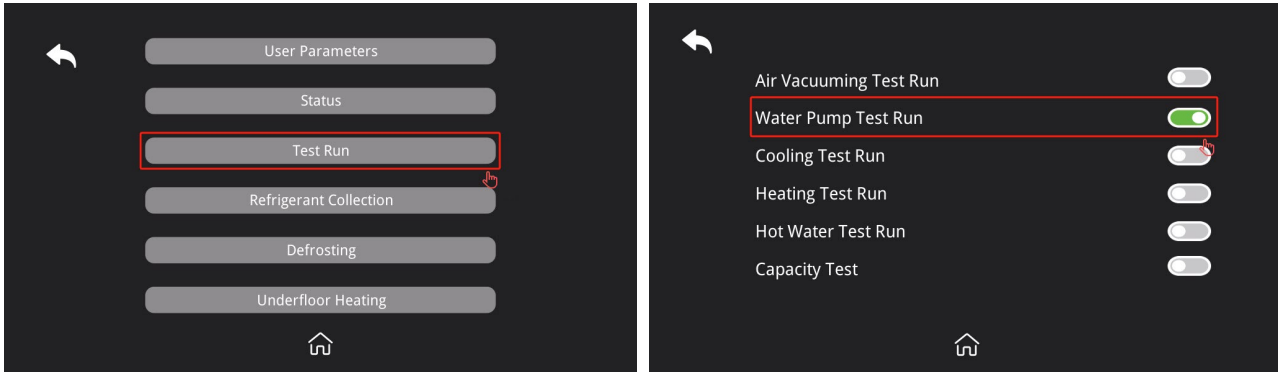 User Parameters
Status
Test Run
Refrigerant Collection
Defrosting
Underfloor Heating
Air Vacuuming Test Run
Water Pump Test Run
Cooling Test Run
Heating Test Run
Hot Water Test Run
Capacity Test